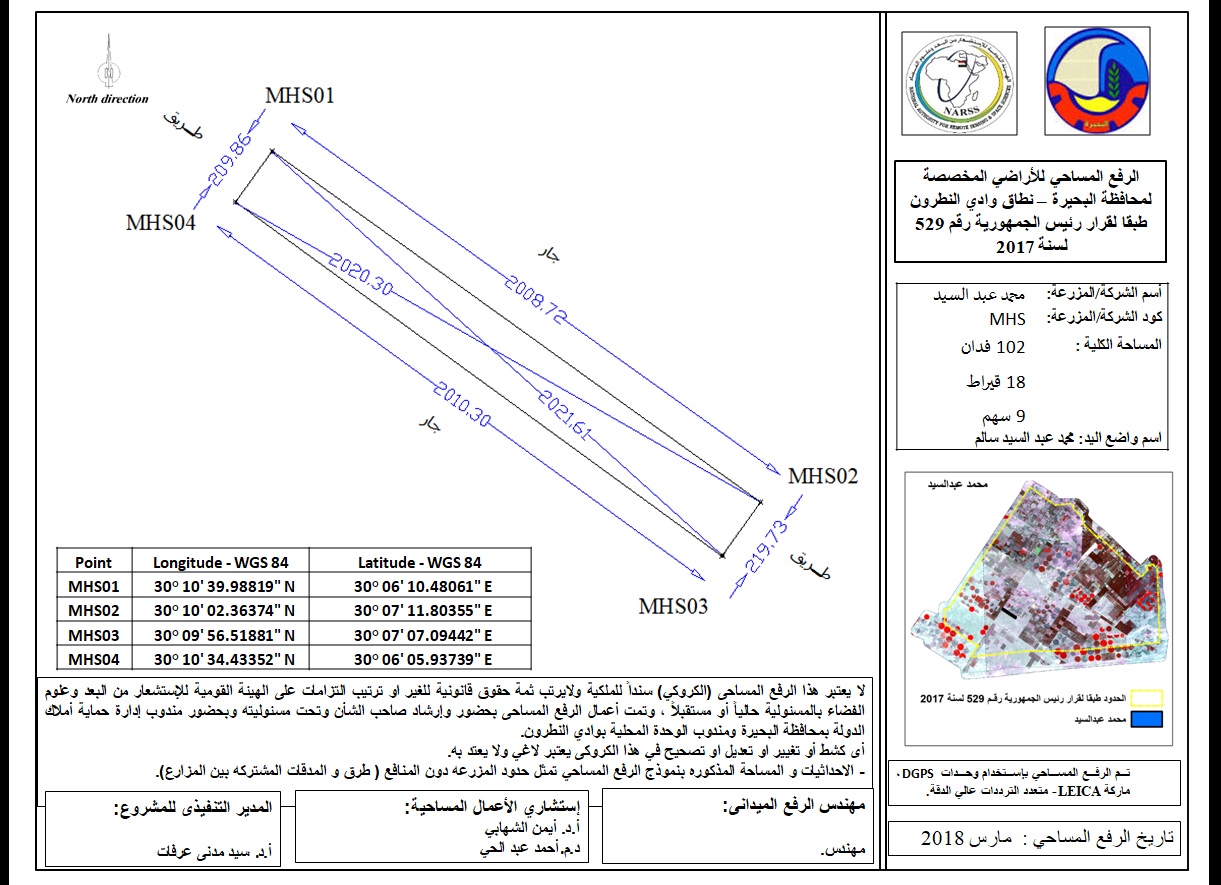 North direction
طريق
MHS01
209.86
MHS04
جار
2020.30
2008.72
2010.30
2021.61
جار
MHS02
219.73
طريق
MHS03
Point Longitude - WGS 84 Latitude - WGS 84
MHS01 30° 10' 39.98819" N 30° 06' 10.48061" E
MHS02 30° 10' 02.36374" N 30° 07' 11.80355" E
MHS03 30° 09' 56.51881" N 30° 07' 07.09442" E
MHS04 30° 10' 34.43352" N 30° 06' 05.93739" E
لا يعتبر هذا الرفع المساحى (الكروكي) سنداً للملكية ولايرتب ثمة حقوق قانونية للغير او ترتيب التزامات على الهيئة القومية للإستشعار من البعد وعلوم
الفضاء بالمسئولية حالياً أو مستقبلاً ، وتمت أعمال الرفع المساحى بحضور وإرشاد صاحب الشأن وتحت مسئوليته وبحضور مندوب إدارة حماية أملاك
الدولة بمحافظة البحيرة ومندوب الوحدة المحلية بوادي النطرون.
أى كشط أو تغيير او تعديل او تصحيح في هذا الكروكى يعتبر لاغي ولا يعتد به.
- الاحداثيات و المساحة المذكوره بنموذج الرفع المساحي تمثل حدود المزرعه دون المنافع ( طرق و المدقات المشتركه بين المزارع).
مهندس الرفع الميدانى:
مهندس.
إستشاري الأعمال المساحية:
أ.د. أيمن الشهابي
د.م.أحمد عبد الحي
المدير التنفيذى للمشروع:
أ.د. سيد مدنى عرفات
NARSS
NATIONAL AUTHORITY FOR REMOTE SENSING & SPACE SCIENCES
البحيرة
الرفع المساحي للأراضي المخصصة
لمحافظة البحيرة – نطاق وادي النطرون
طبقا لقرار رئيس الجمهورية رقم 529
لسنة 2017
أسم الشركة/المزرعة: محمد عبد السيد
كود الشركة/المزرعة: MHS
المساحة الكلية : 102 فدان
18 قيراط
9 سهم
اسم واضع اليد: محمد عبد السيد سالم
محمد عبدالسيد
الحدود طبقا لقرار رئيس الجمهورية رقم 529 لسنة 2017
محمد عبدالسيد
تم الرفع المساحي بإستخدام وحدات DGPS ،
ماركة LEICA- متعدد الترددات عالي الدقة.
تاريخ الرفع المساحي : مارس 2018